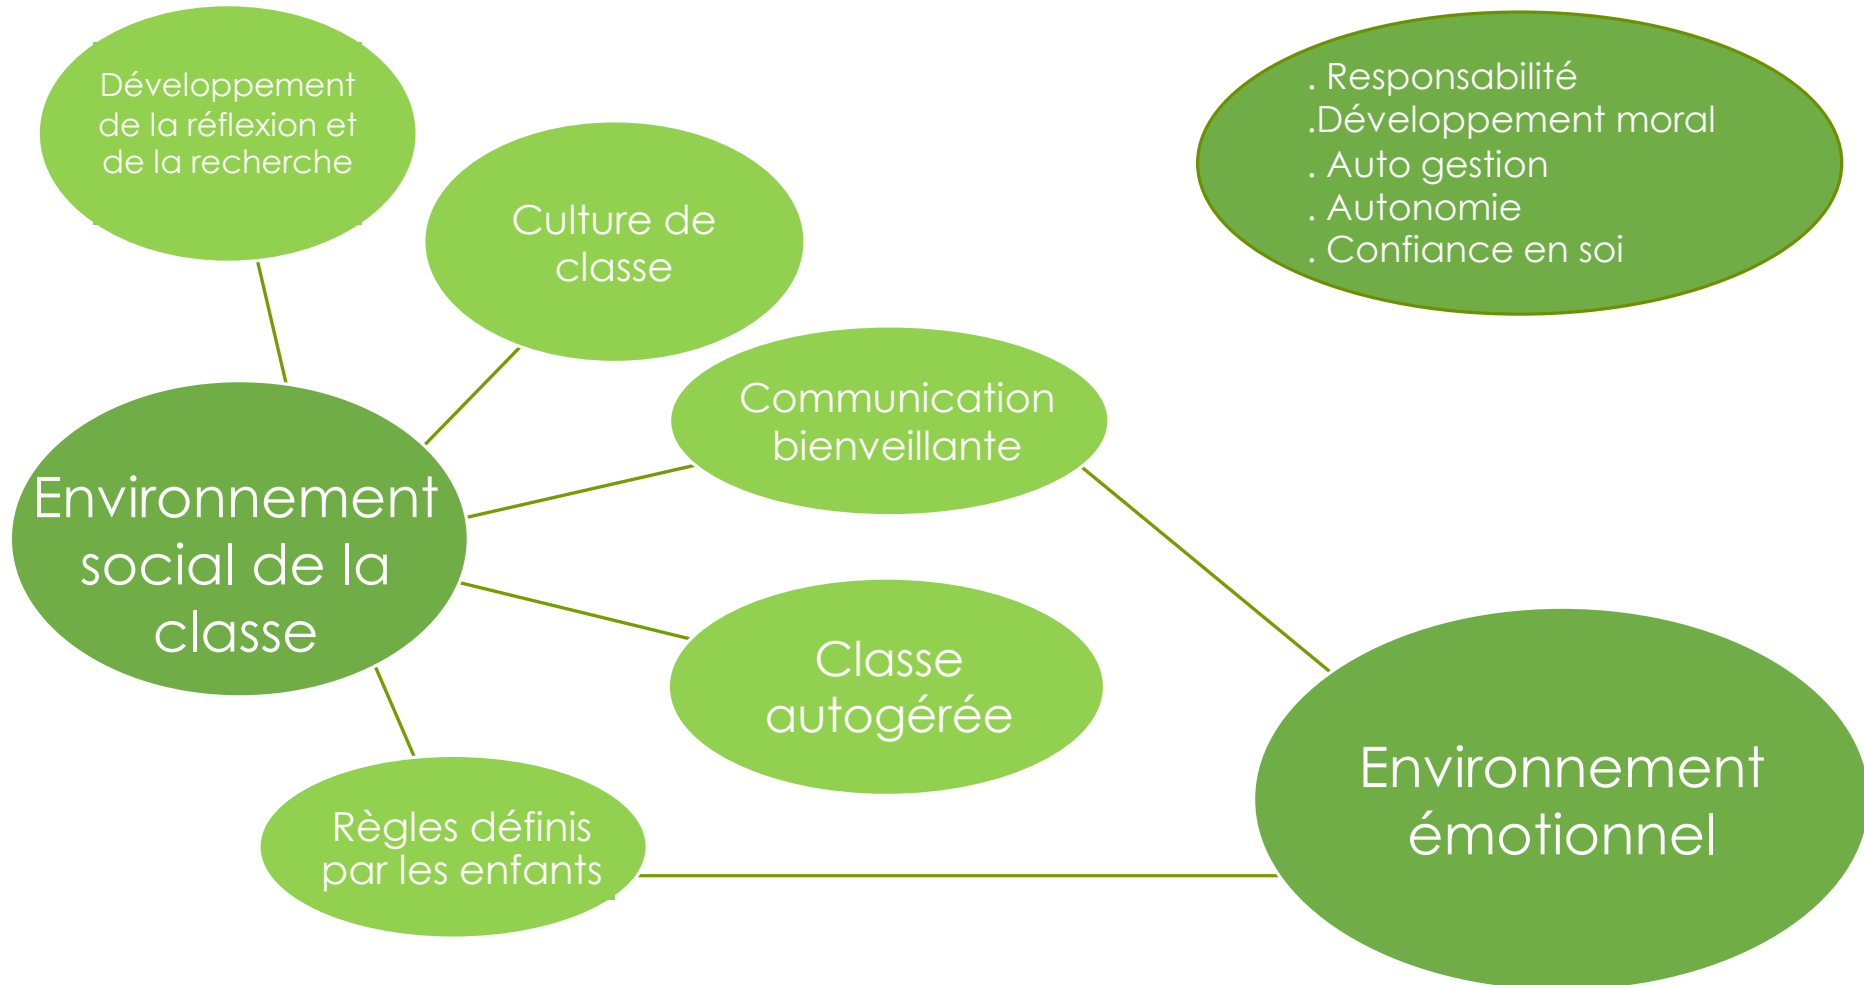 Développement
de la réflexion et
de la recherche
Culture de
classe
. Responsabilité
.Développement moral
. Auto gestion
. Autonomie
. Confiance en soi
Communication
bienveillante
Environnement
social de la
classe
Classe
autogérée
Règles définis
par les enfants
Environnement
émotionnel